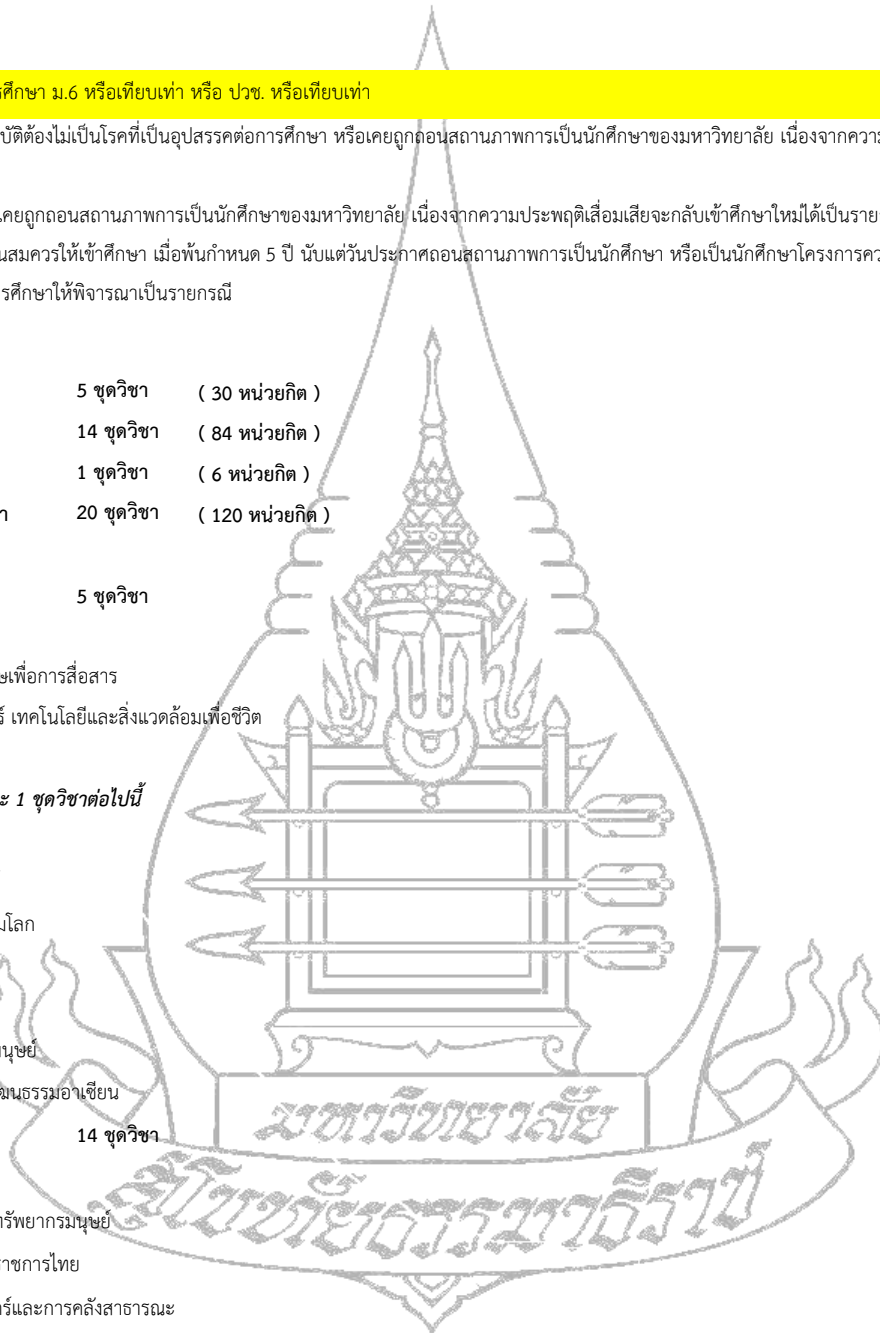 รศึกษา ม.6 หรือเทียบเท่า หรือ ปวช. หรือเทียบเท่า
บัติต้องไม่เป็นโรคที่เป็นอุปสรรคต่อการศึกษา หรือเคยถูกถอนสถานภาพการเป็นนักศึกษาของมหาวิทยาลัย เนื่องจากความ
เคยถูกถอนสถานภาพการเป็นนักศึกษาของมหาวิทยาลัย เนื่องจากความประพฤติเสื่อมเสียจะกลับเข้าศึกษาใหม่ได้เป็นราย
นสมควรให้เข้าศึกษา เมื่อพ้นกำหนด 5 ปี นับแต่วันประกาศถอนสถานภาพการเป็นนักศึกษา หรือเป็นนักศึกษาโครงการคว
รศึกษาให้พิจารณาเป็นรายกรณี
5 ชุดวิชา ( 30 หน่วยกิต )
14 ชุดวิชา ( 84 หน่วยกิต )
1 ชุดวิชา ( 6 หน่วยกิต )
า 20 ชุดวิชา ( 120 หน่วยกิต )
5 ชุดวิชา
ษเพื่อการสื่อสาร
ร์ เทคโนโลยีและสิ่งแวดล้อมเพื่อชีวิต
ะ 1 ชุดวิชาต่อไปนี้
มโลก
มนุษย์
ฒนธรรมอาเซียน
14 ชุดวิชา
ทรัพยากรมนุษย์
ราชการไทย
ร์และการคลังสาธารณะ
มหาวิทยาลัย
สุโขทัยธรรมาธิราช